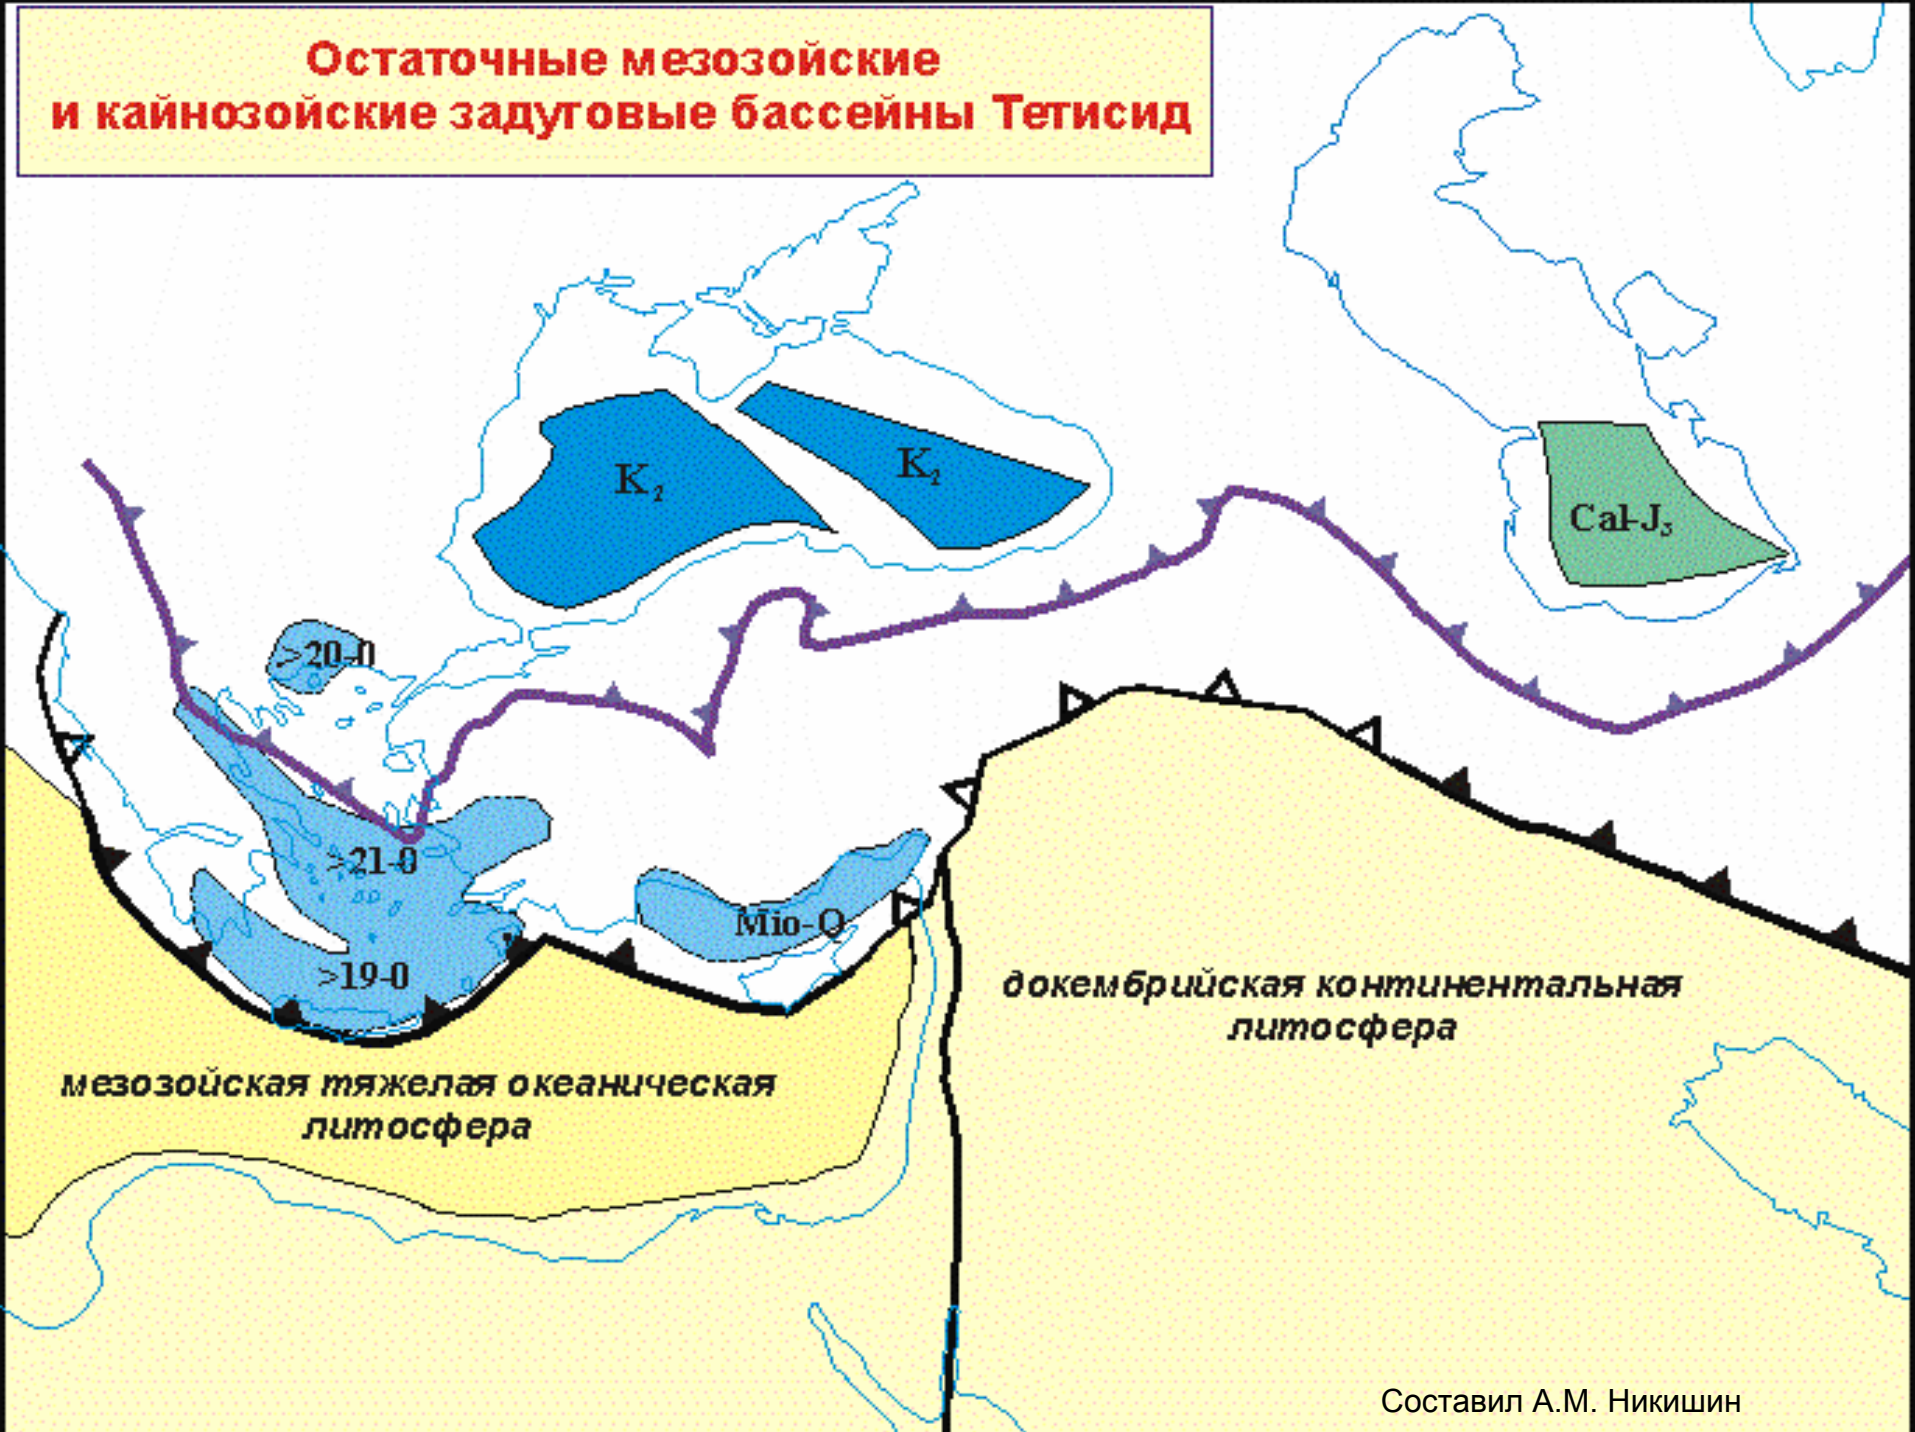 Остаточные мезозойские
и кайнозойские задуговые бассейны Тетисид
K₂
K₂
Cal-J₃
>20-0
>21-0
Mio-Q
>19-0
докембрийская континентальная
литосфера
мезозойская тяжелая океаническая
литосфера
Составил А.М. Никишин